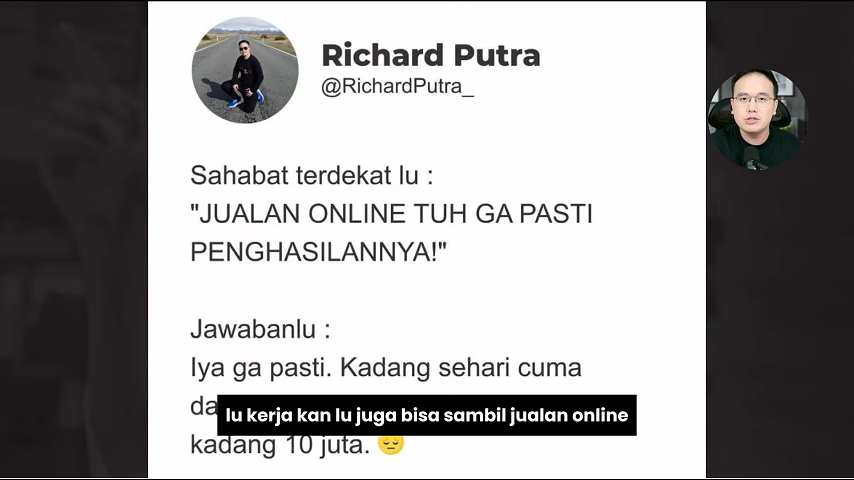 Richard Putra
@RichardPutra_
Sahabat terdekat lu :
"JUALAN ONLINE TUH GA PASTI
PENGHASILANNYA!"
Jawabanlu :
Iya ga pasti. Kadang sehari cuma
lu kerja kan lu juga bisa sambil jualan online
kadang 10 juta. 😔